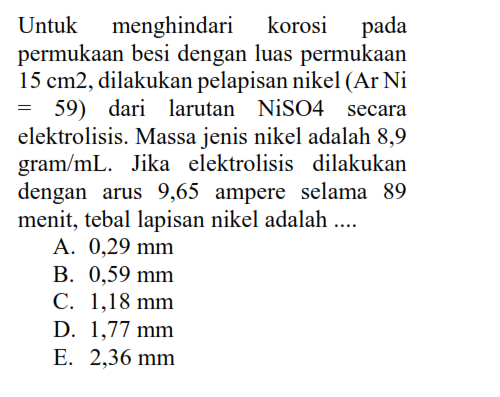 Untuk menghindari korosi pada
permukaan besi dengan luas permukaan
15 cm2, dilakukan pelapisan nikel (Ar Ni
= 59) dari larutan NiSO4 secara
elektrolisis. Massa jenis nikel adalah 8,9
gram/mL. Jika elektrolisis dilakukan
dengan arus 9,65 ampere selama 89
menit, tebal lapisan nikel adalah ....
A. 0,29 mm
B. 0,59 mm
C. 1,18 mm
D. 1,77 mm
E. 2,36 mm